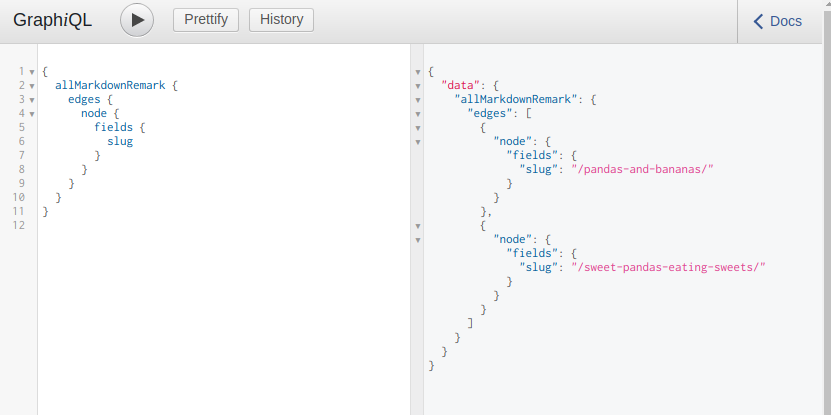 GraphiQL
Prettify
History
Docs
1 {
2   allMarkdownRemark {
3     edges {
4       node {
5         fields {
6           slug
7         }
8       }
9     }
10   }
11 }
12
{
  "data": {
    "allMarkdownRemark": {
      "edges": [
        {
          "node": {
            "fields": {
              "slug": "/pandas-and-bananas/"
            }
          }
        },
        {
          "node": {
            "fields": {
              "slug": "/sweet-pandas-eating-sweets/"
            }
          }
        }
      ]
    }
  }
}